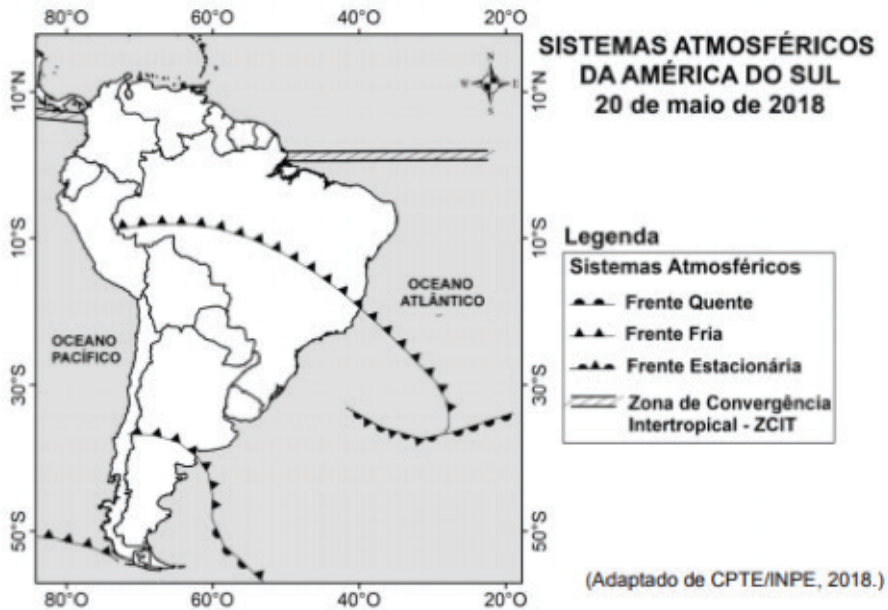 80°O 60°O 40°O 20°O
SISTEMAS ATMOSFÉRICOS
DA AMÉRICA DO SUL
20 de maio de 2018
N
W E
S
10°N 10°N
10°S 10°S
30°S 30°S
50°S 50°S
OCEANO
ATLÂNTICO
OCEANO
PACÍFICO
Legenda
Sistemas Atmosféricos
Frente Quente
Frente Fria
Frente Estacionária
Zona de Convergência
Intertropical - ZCIT
80°O 60°O 40°O 20°O
(Adaptado de CPTE/INPE, 2018.)